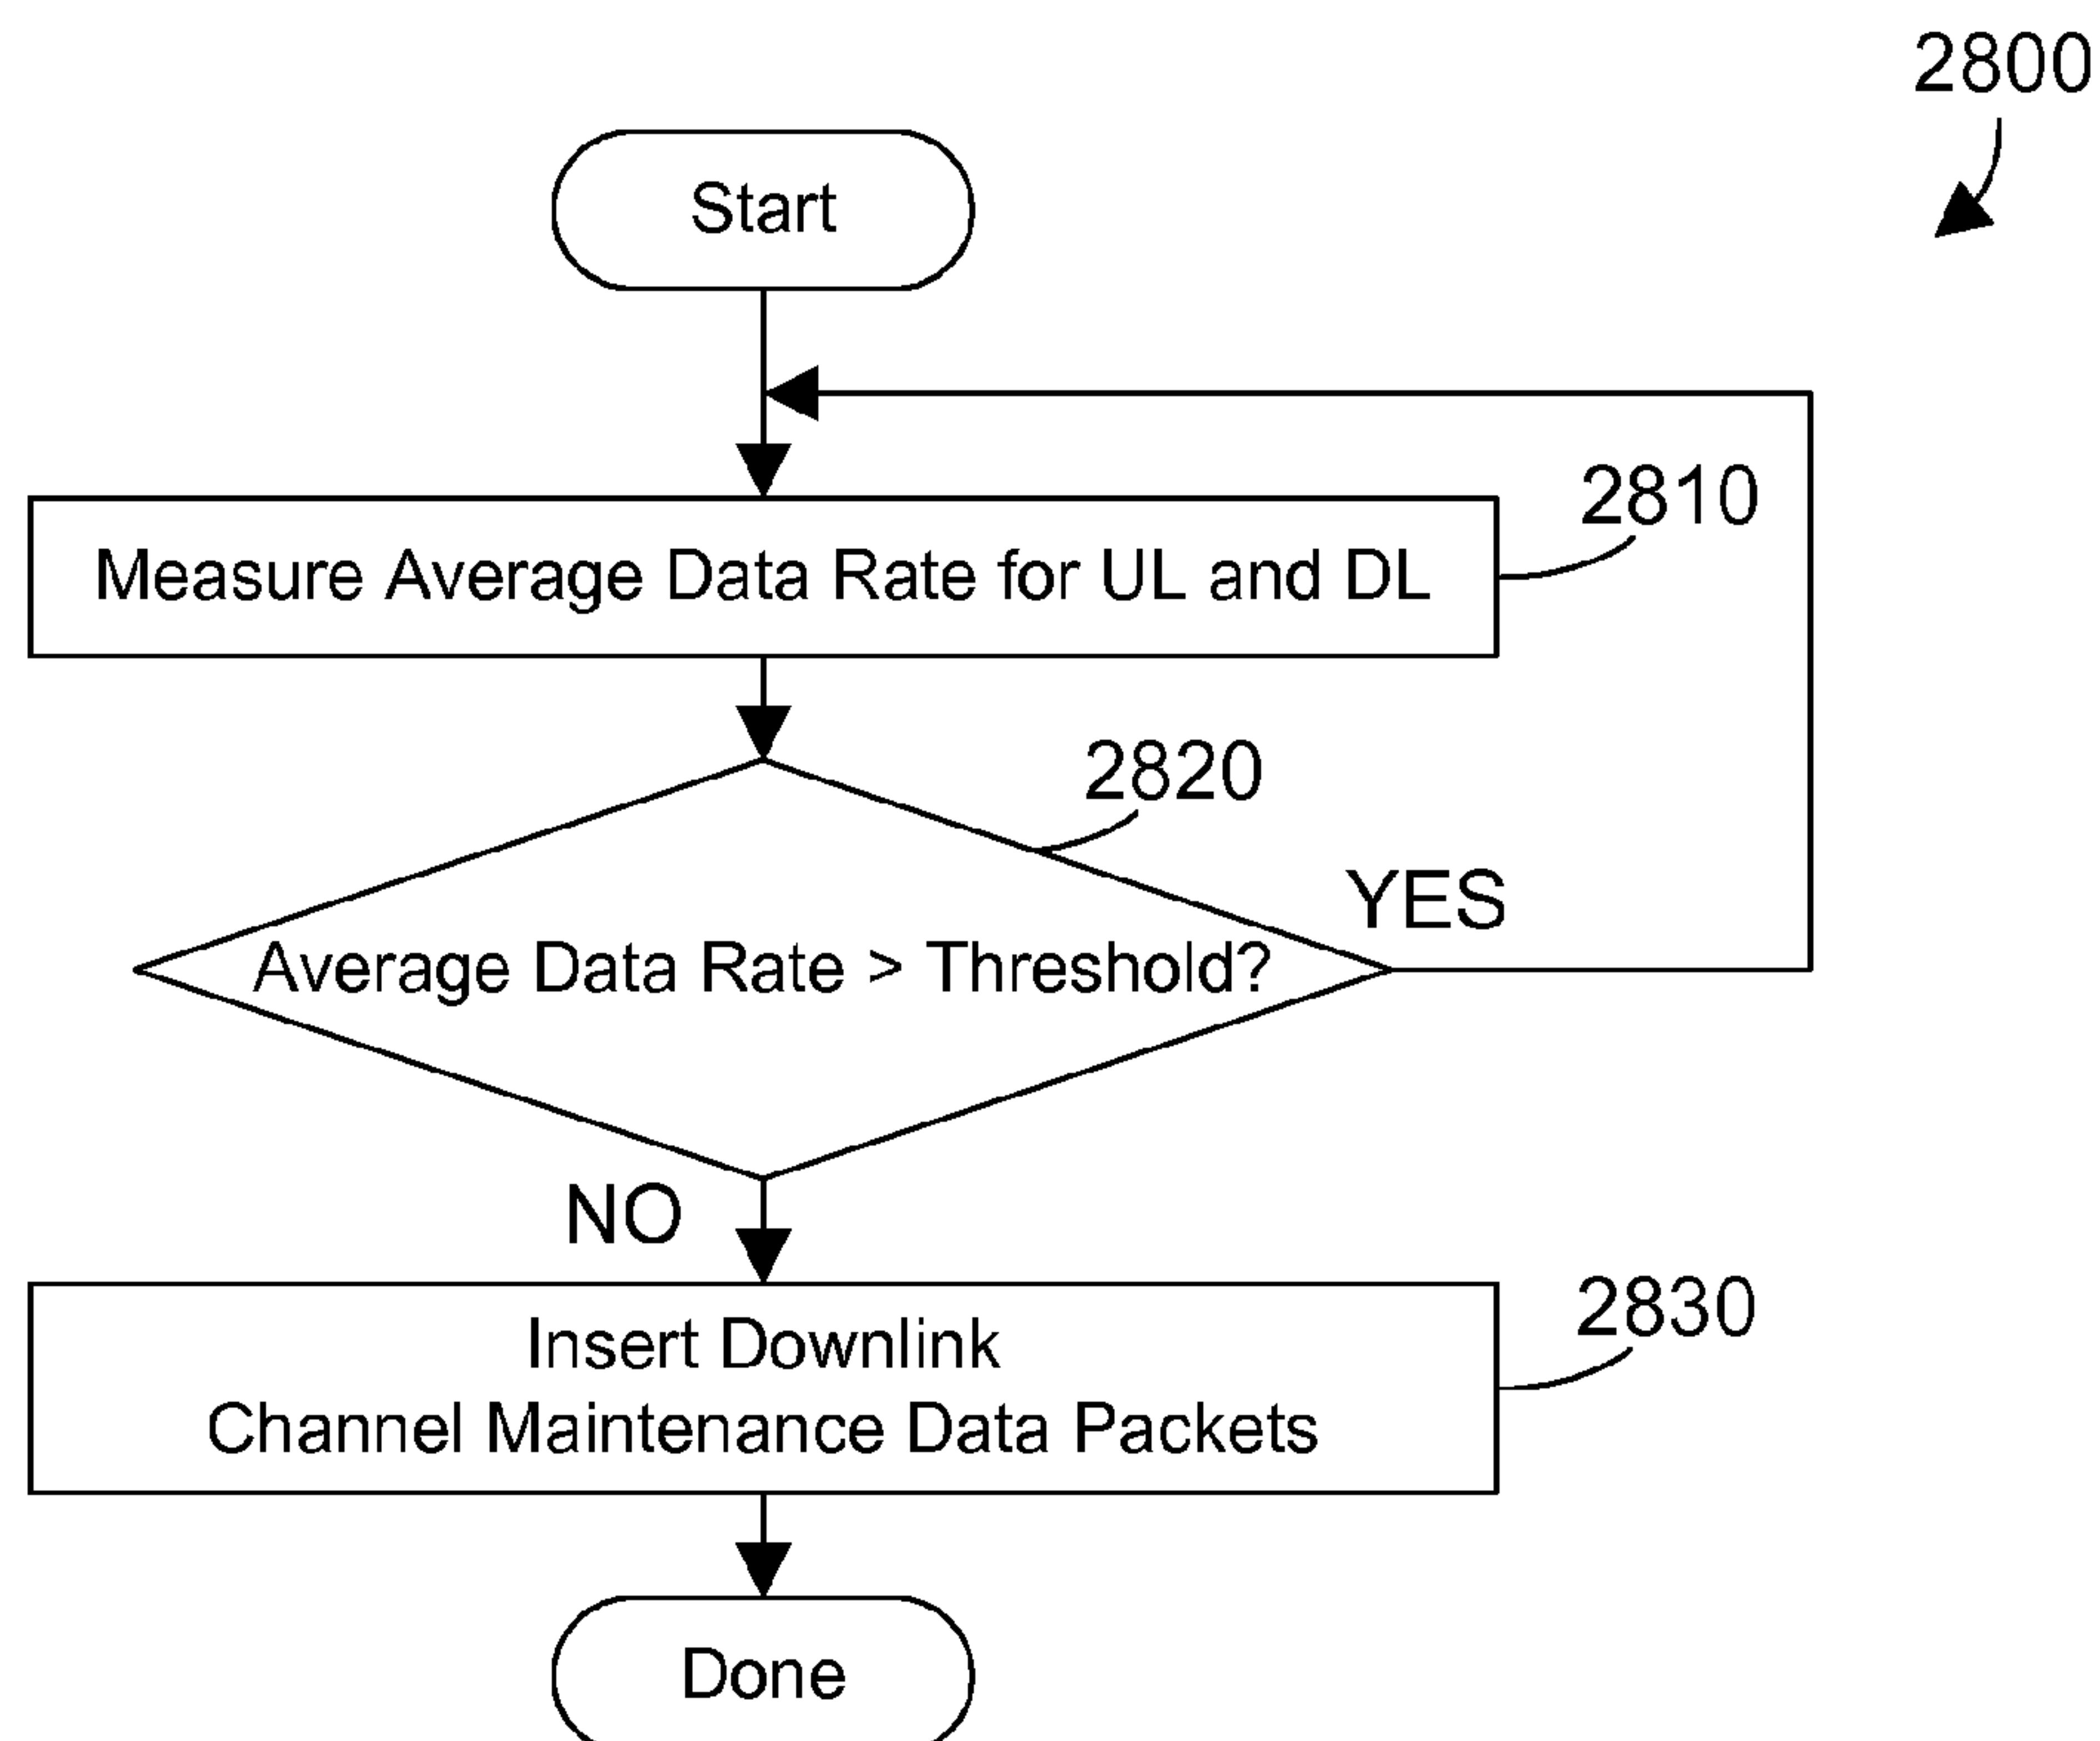 2800
Start
2810
Measure Average Data Rate for UL and DL
2820
YES
Average Data Rate > Threshold?
NO
2830
Insert Downlink
Channel Maintenance Data Packets
Done